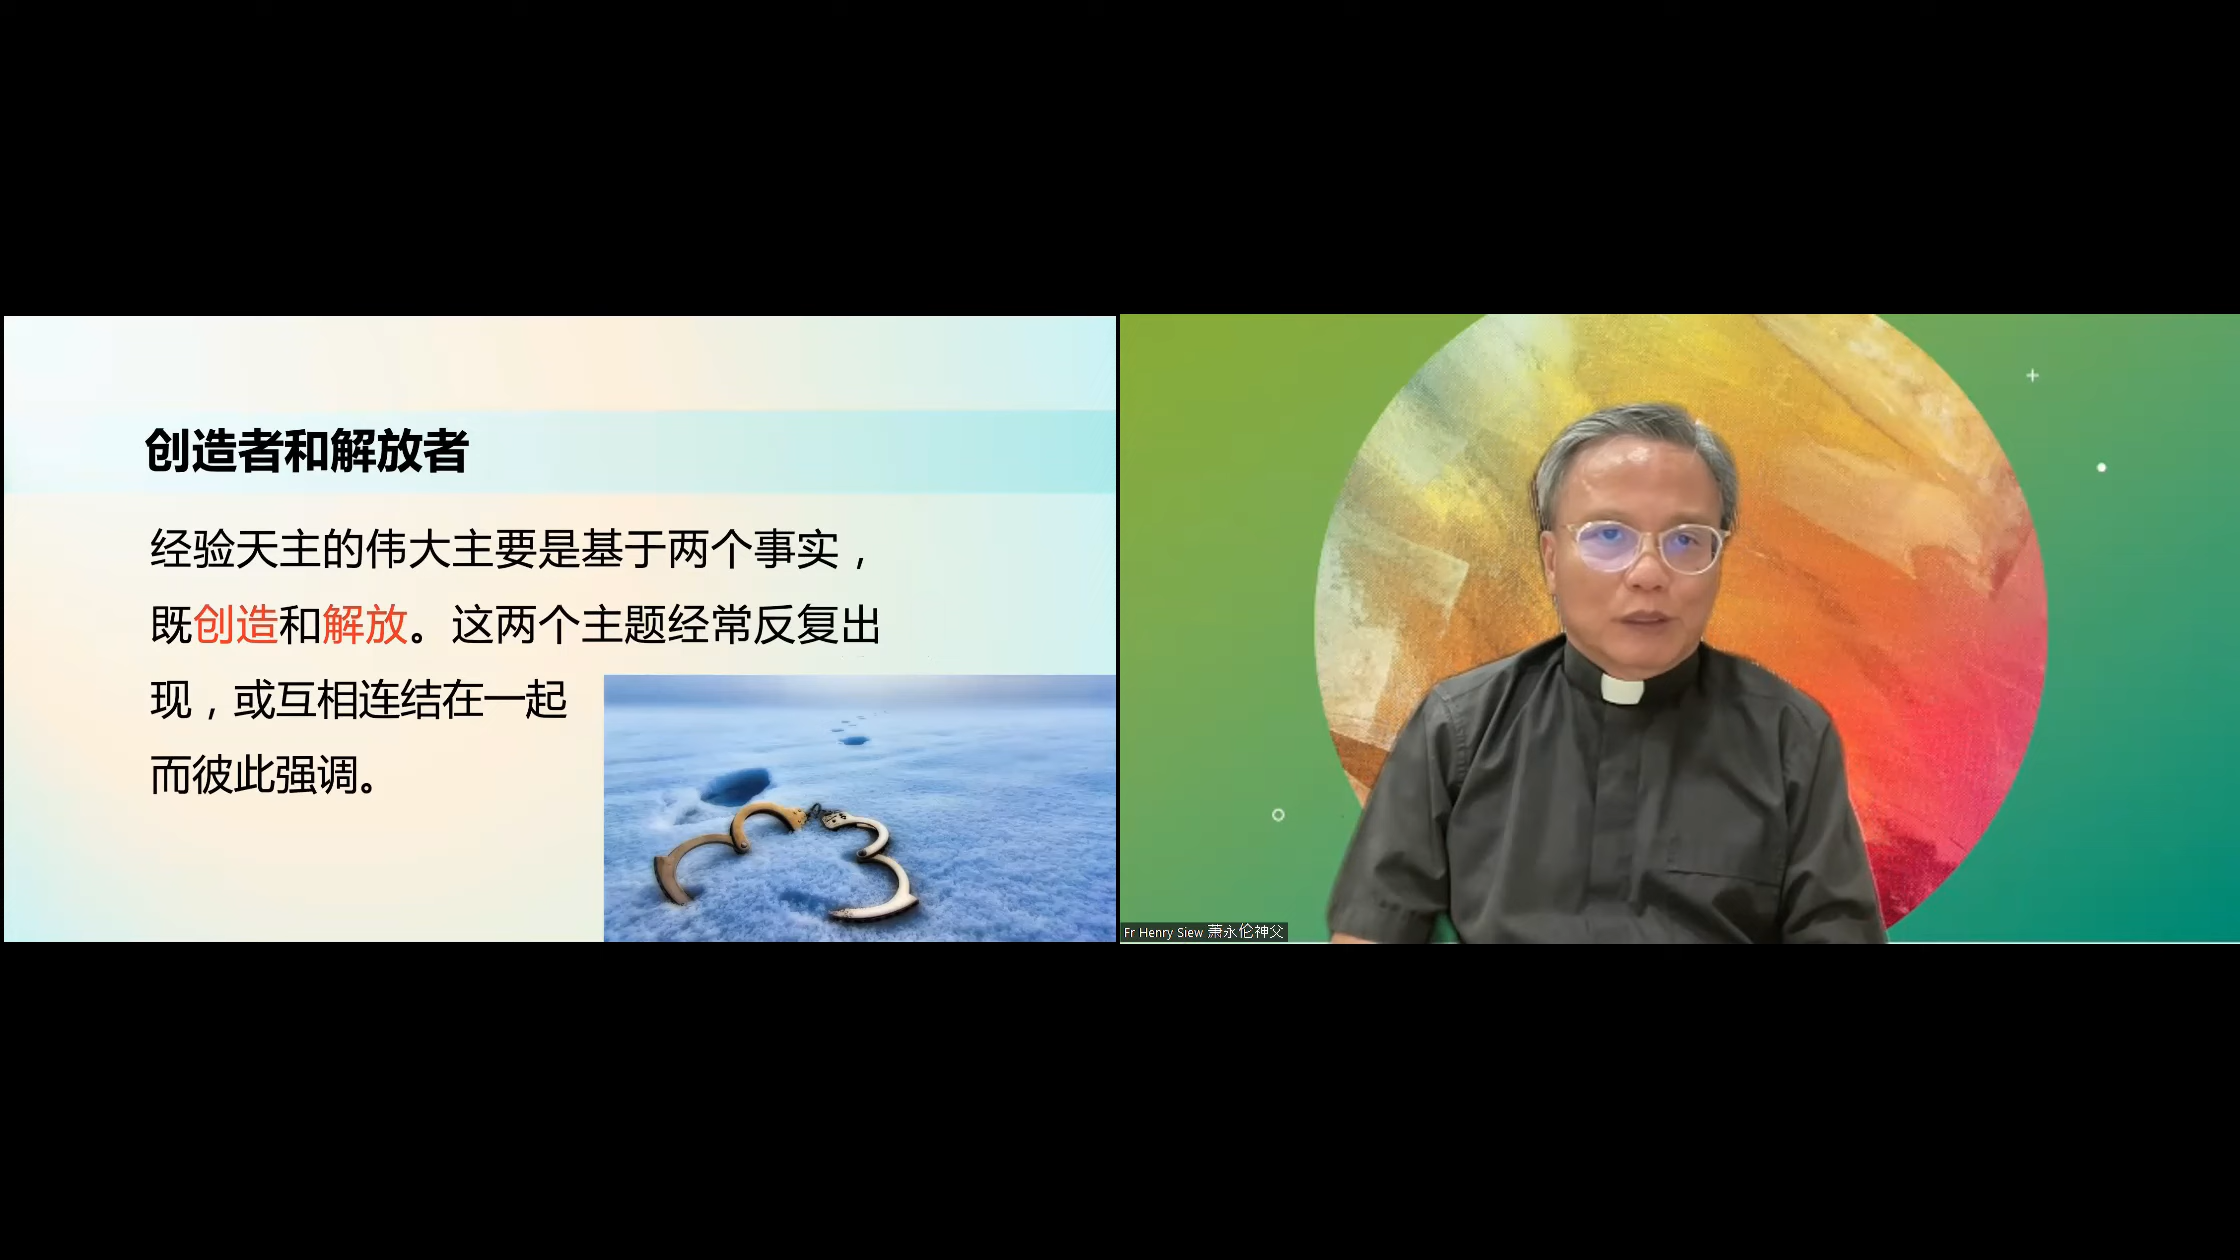 创造者和解放者
经验天主的伟大主要是基于两个事实，
既创造和解放。这两个主题经常反复出
现，或互相连结在一起
而彼此强调。
Fr Henry Siew 萧永伦神父